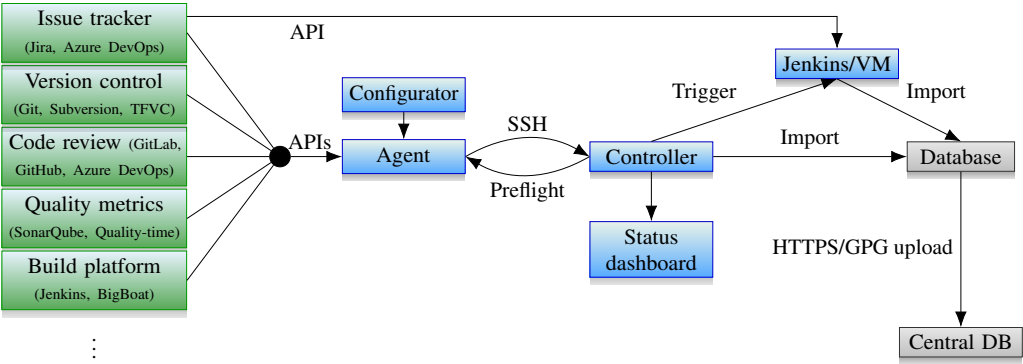 Issue tracker
(Jira, Azure DevOps)
Version control
(Git, Subversion, TFVC)
Code review (GitLab,
GitHub, Azure DevOps)
Quality metrics
(SonarQube, Quality-time)
Build platform
(Jenkins, BigBoat)
⋮
API
APIs
Configurator
Agent
SSH
Preflight
Controller
Status
dashboard
Trigger
Jenkins/VM
Import
Import
Database
HTTPS/GPG upload
Central DB